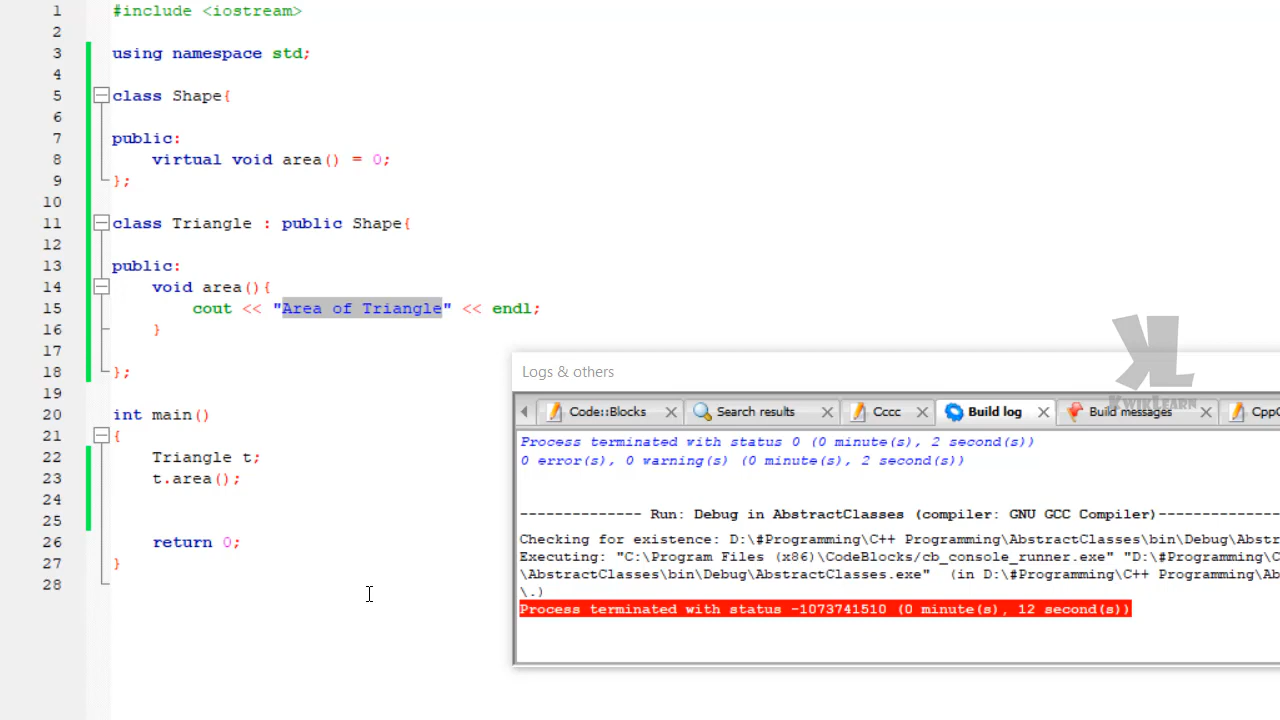 1 #include <iostream>
2
3 using namespace std;
4
5 class Shape{
6
7 public:
8 virtual void area() = 0;
9 };
10
11 class Triangle : public Shape{
12
13 public:
14 void area(){
15 cout << "Area of Triangle" << endl;
16 }
17
18 };
19
20 int main()
21 {
22 Triangle t;
23 t.area();
24
25
26 return 0;
27 }
28
KL
KWIKLEARN
Logs & others
Code::Blocks Search results Cccc Build log Build messages
Process terminated with status 0 (0 minute(s), 2 second(s))
0 error(s), 0 warning(s) (0 minute(s), 2 second(s))
-------------- Run: Debug in AbstractClasses (compiler: GNU GCC Compiler)---------------
Checking for existence: D:\#Programming\C++ Programming\AbstractClasses\bin\Debug\Abstr
Executing: "C:\Program Files (x86)\CodeBlocks/cb_console_runner.exe" "D:\#Programming\C
\AbstractClasses\bin\Debug\AbstractClasses.exe" (in D:\#Programming\C++ Programming\Ab
\.)
Process terminated with status -1073741510 (0 minute(s), 12 second(s))